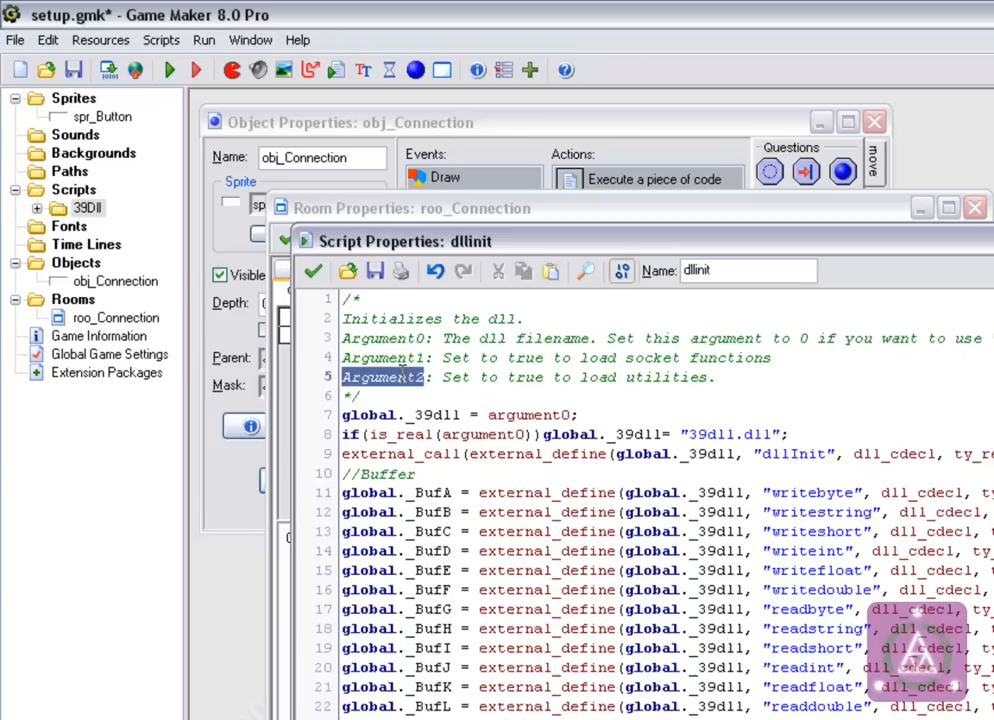 setup.gmk* - Game Maker 8.0 Pro
File Edit Resources Scripts Run Window Help
Sprites
spr_Button
Sounds
Backgrounds
Paths
Scripts
39Dll
Fonts
Time Lines
Objects
obj_Connection
Rooms
roo_Connection
Game Information
Global Game Settings
Extension Packages
Object Properties: obj_Connection
Name: obj_Connection
Events:
Actions:
Questions
move
Draw
Execute a piece of code
Sprite
sp
Visible
Depth:
Parent:
Mask:
Room Properties: roo_Connection
Script Properties: dllinit
Name: dllinit
1 /*
2 Initializes the dll.
3 Argument0: The dll filename. Set this argument to 0 if you want to use '
4 Argument1: Set to true to load socket functions
5 Argument2: Set to true to load utilities.
6 */
7 global._39dll = argument0;
8 if(is_real(argument0))global._39dll= "39dll.dll";
9 external_call(external_define(global._39dll, "dllInit", dll_cdecl, ty_re
10 //Buffer
11 global._BufA = external_define(global._39dll, "writebyte", dll_cdecl, ty
12 global._BufB = external_define(global._39dll, "writestring", dll_cdecl,
13 global._BufC = external_define(global._39dll, "writeshort", dll_cdecl, t
14 global._BufD = external_define(global._39dll, "writeint", dll_cdecl, ty_
15 global._BufE = external_define(global._39dll, "writefloat", dll_cdecl, t
16 global._BufF = external_define(global._39dll, "writedouble", dll_cdecl,
17 global._BufG = external_define(global._39dll, "readbyte", dll_cdecl, ty_
18 global._BufH = external_define(global._39dll, "readstring", dll_cdecl, t
19 global._BufI = external_define(global._39dll, "readshort", dll_cdecl, ty
20 global._BufJ = external_define(global._39dll, "readint", dll_cdecl, ty_r
21 global._BufK = external_define(global._39dll, "readfloat", dll_cdecl, ty
22 global._BufL = external_define(global._39dll, "readdouble", dll_cdecl, t